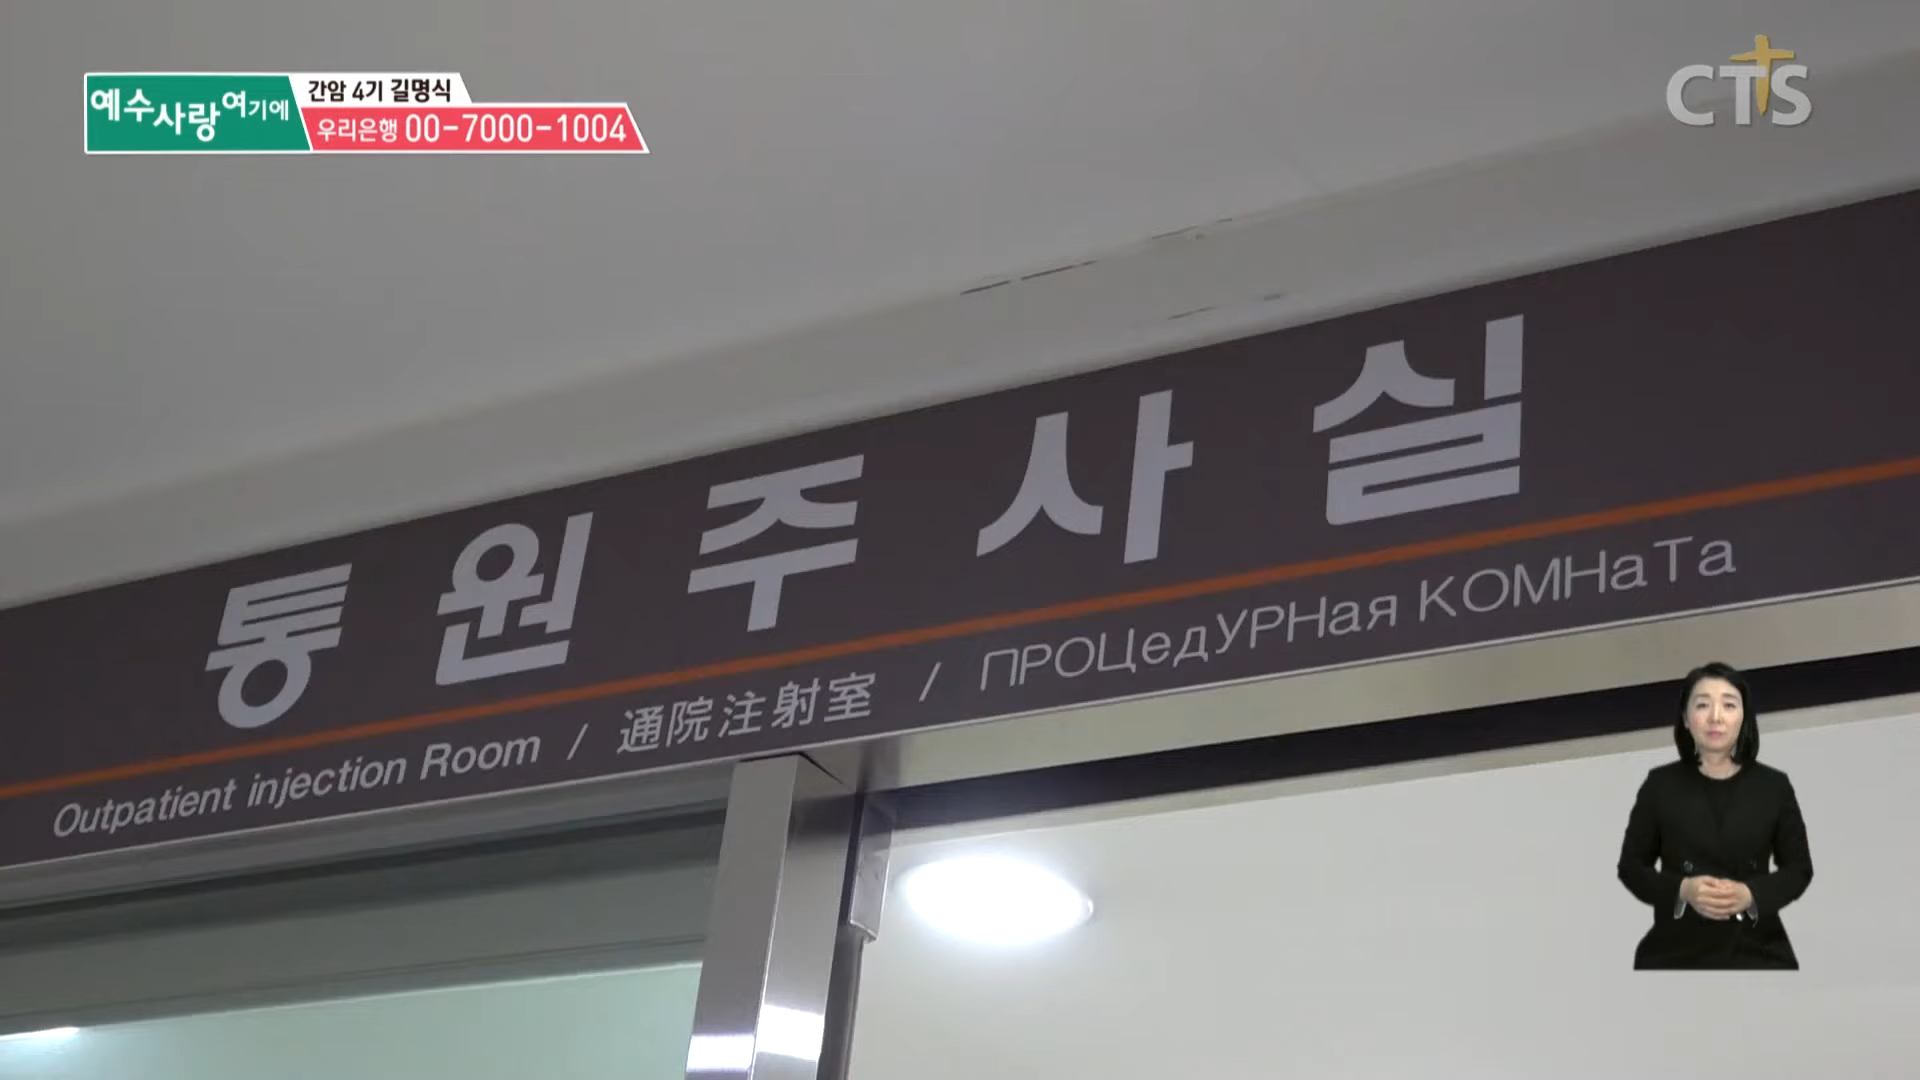 예수사랑여기에
간암 4기 길명식
우리은행 00-7000-1004
CTS
통원주사실
Outpatient injection Room / 通院注射室 / ПРОЦедУРНая КОМНаТа